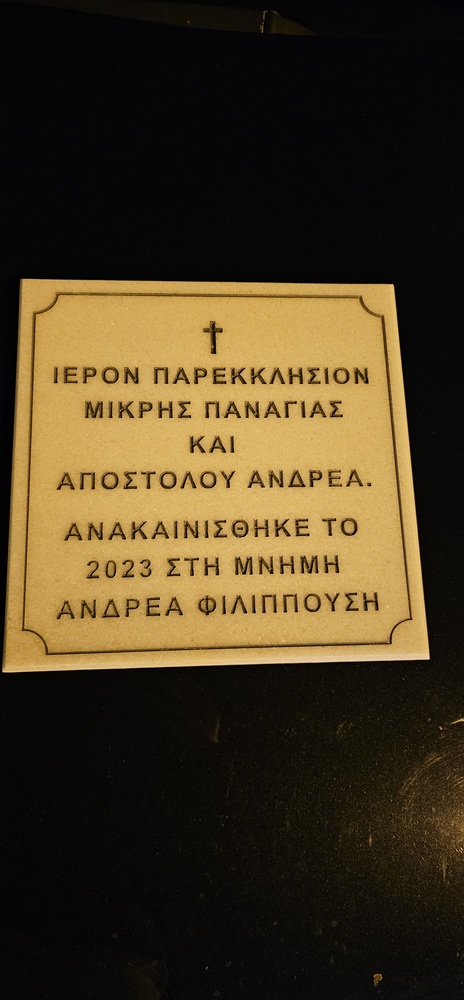 ΙΕΡΟΝ ΠΑΡΕΚΚΛΗΣΙΟΝ
ΜΙΚΡΗΣ ΠΑΝΑΓΙΑΣ
ΚΑΙ
ΑΠΟΣΤΟΛΟΥ ΑΝΔΡΕΑ.
ΑΝΑΚΑΙΝΙΣΘΗΚΕ ΤΟ
2023 ΣΤΗ ΜΝΗΜΗ
ΑΝΔΡΕΑ ΦΙΛΙΠΠΟΥΣΗ